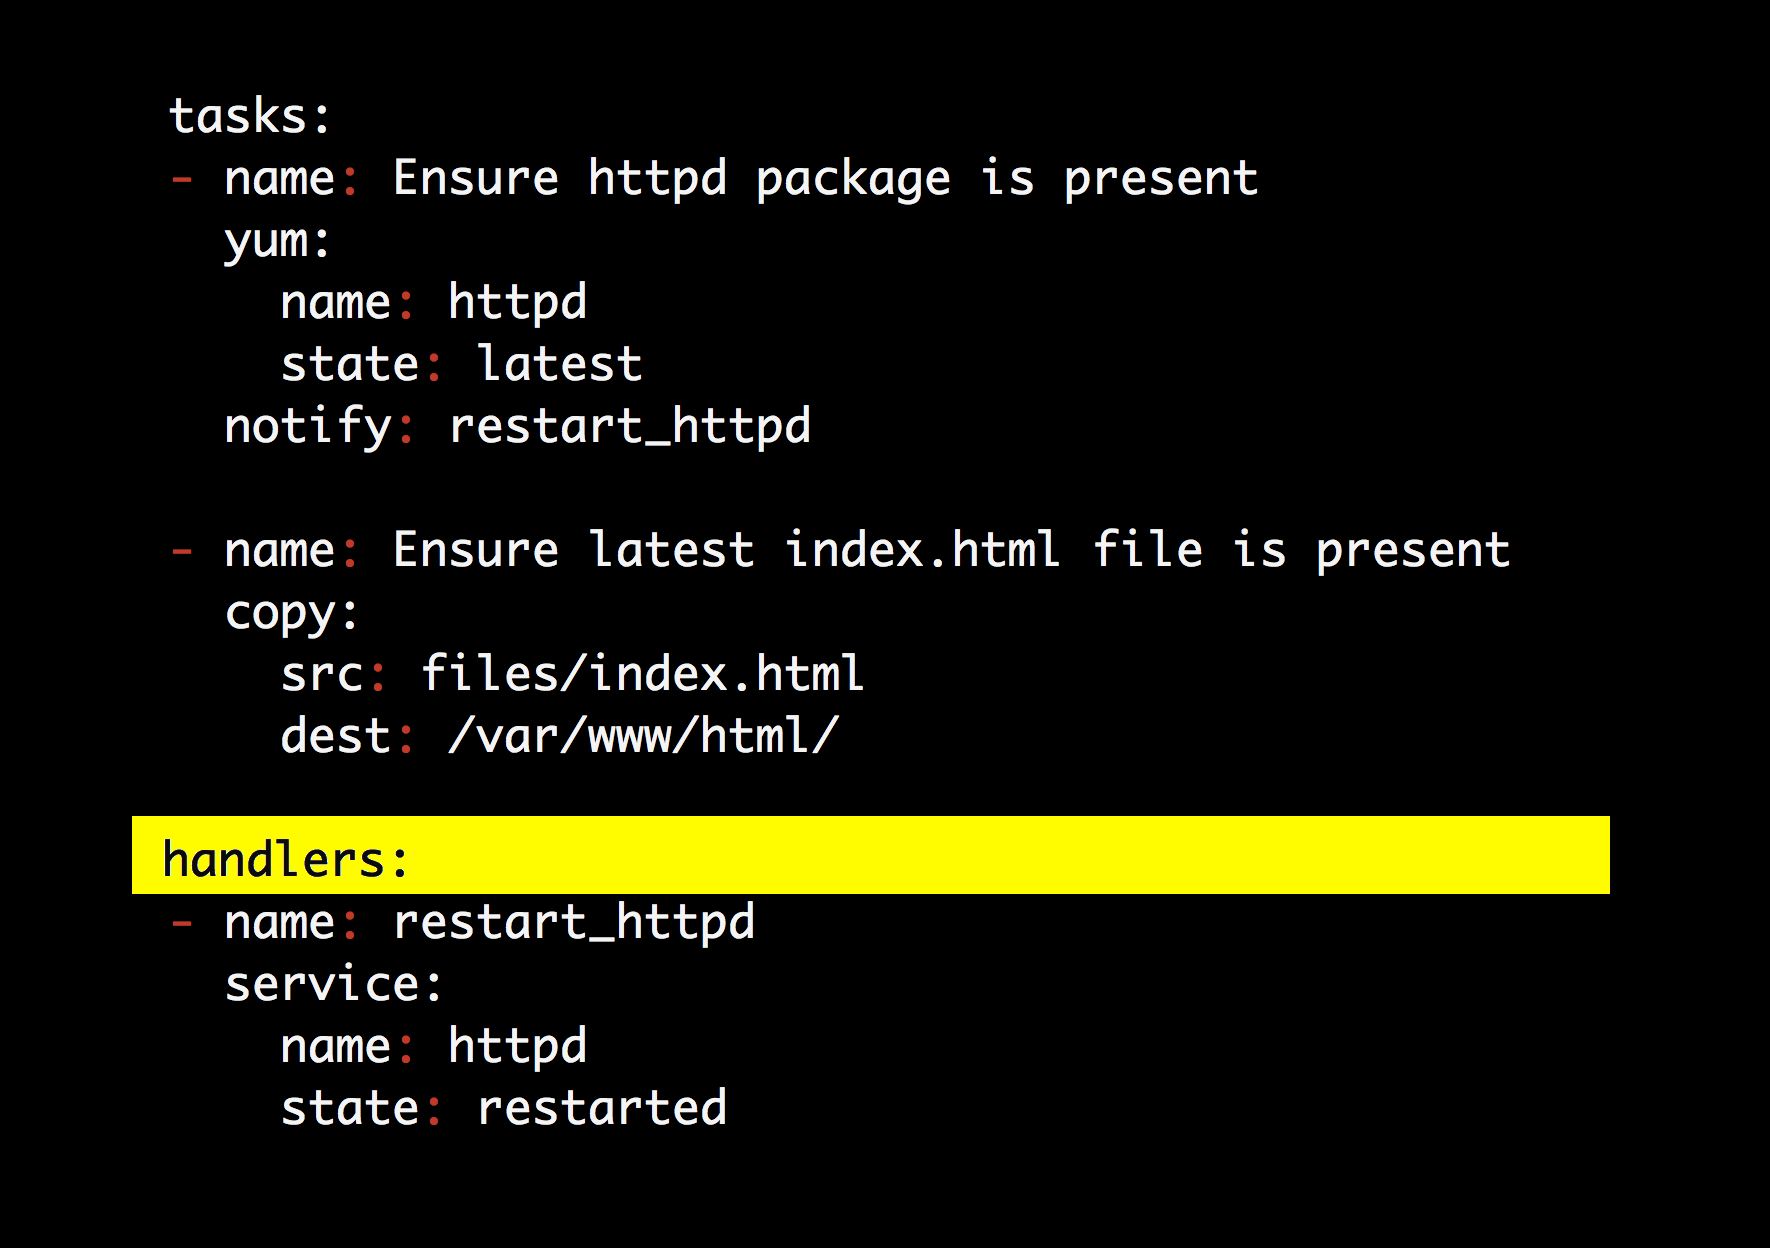 tasks:
- name: Ensure httpd package is present
  yum:
    name: httpd
    state: latest
  notify: restart_httpd

- name: Ensure latest index.html file is present
  copy:
    src: files/index.html
    dest: /var/www/html/

handlers:
- name: restart_httpd
  service:
    name: httpd
    state: restarted